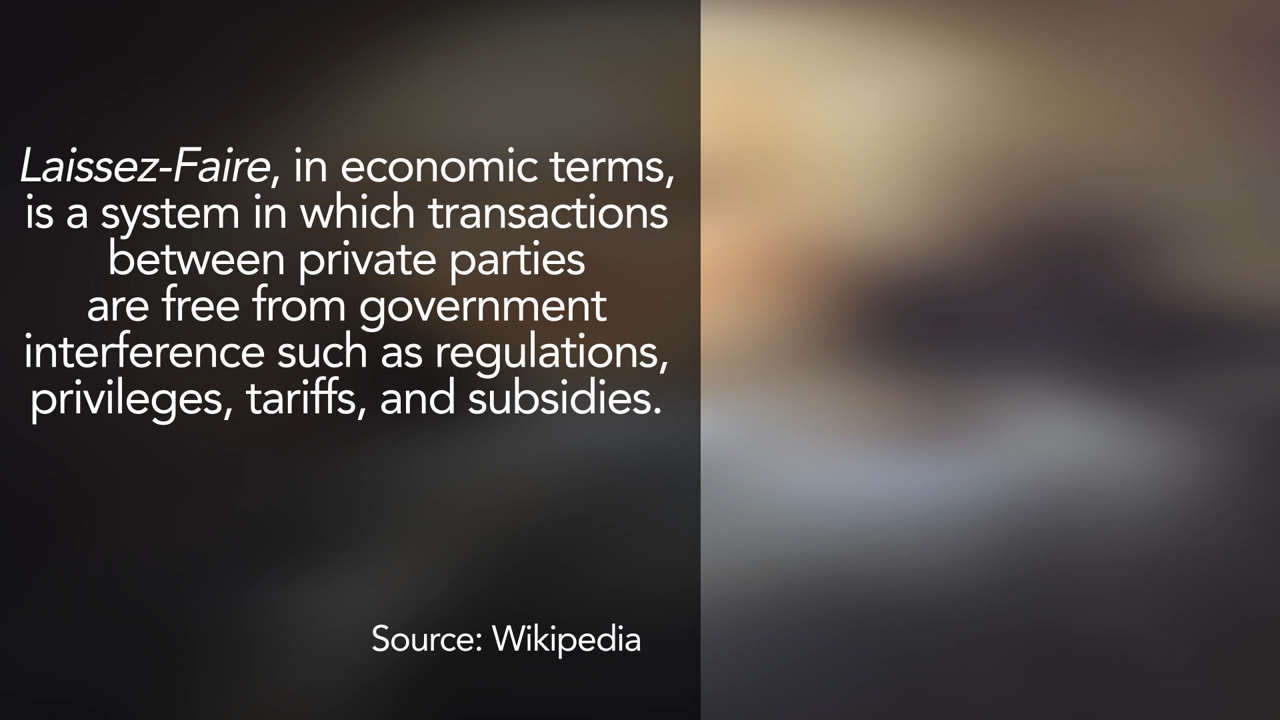 Laissez-Faire, in economic terms,
is a system in which transactions
between private parties
are free from government
interference such as regulations,
privileges, tariffs, and subsidies.
Source: Wikipedia